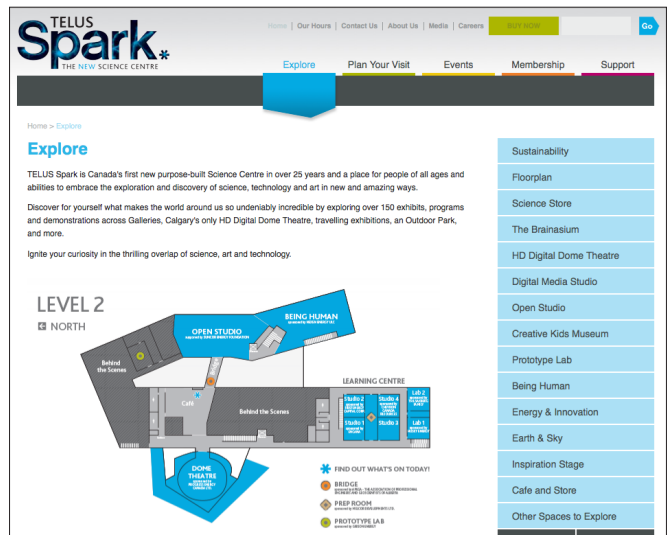 TELUS
Spark
THE NEW SCIENCE CENTRE
Home | Our Hours | Contact Us | About Us | Media | Careers
BUY NOW
Go
Explore
Plan Your Visit
Events
Membership
Support
Home > Explore
Explore
TELUS Spark is Canada's first new purpose-built Science Centre in over 25 years and a place for people of all ages and
abilities to embrace the exploration and discovery of science, technology and art in new and amazing ways.
Discover for yourself what makes the world around us so undeniably incredible by exploring over 150 exhibits, programs
and demonstrations across Galleries, Calgary's only HD Digital Dome Theatre, travelling exhibitions, an Outdoor Park,
and more.
Ignite your curiosity in the thrilling overlap of science, art and technology.
LEVEL 2
NORTH
BEING HUMAN
OPEN STUDIO
Behind
the Scenes
Café
Behind the Scenes
LEARNING CENTRE
Studio 2
Studio 4
Lab 2
Studio 1
Studio 3
Lab 1
DOME
THEATRE
FIND OUT WHAT'S ON TODAY!
BRIDGE
PREP ROOM
PROTOTYPE LAB
Sustainability
Floorplan
Science Store
The Brainasium
HD Digital Dome Theatre
Digital Media Studio
Open Studio
Creative Kids Museum
Prototype Lab
Being Human
Energy & Innovation
Earth & Sky
Inspiration Stage
Cafe and Store
Other Spaces to Explore